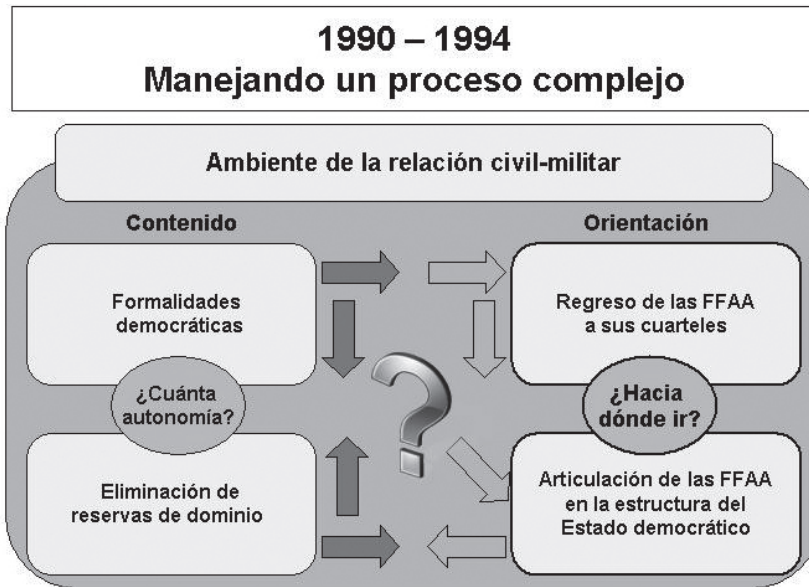 1990 – 1994
Manejando un proceso complejo
Ambiente de la relación civil-militar
Contenido
Orientación
Formalidades
democráticas
Regreso de las FFAA
a sus cuarteles
¿Cuánta
autonomía?
?
¿Hacia
dónde ir?
Eliminación de
reservas de dominio
Articulación de las FFAA
en la estructura del
Estado democrático